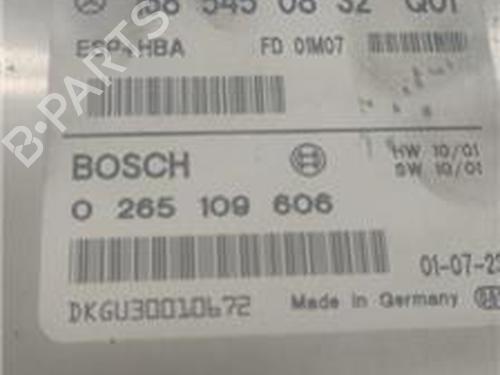 545 08 32 Q01
ESP+HBA FD 01M07
BOSCH
HW 10/01
SW 10/01
0 265 109 606
01-07-23
DKGU30010672
Made in Germany
B-PARTS